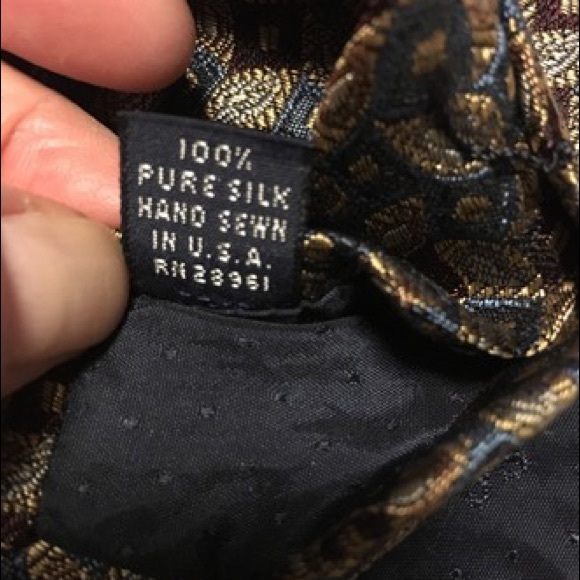 100%
PURE SILK
HAND SEWN
IN U.S.A.
RN 28961